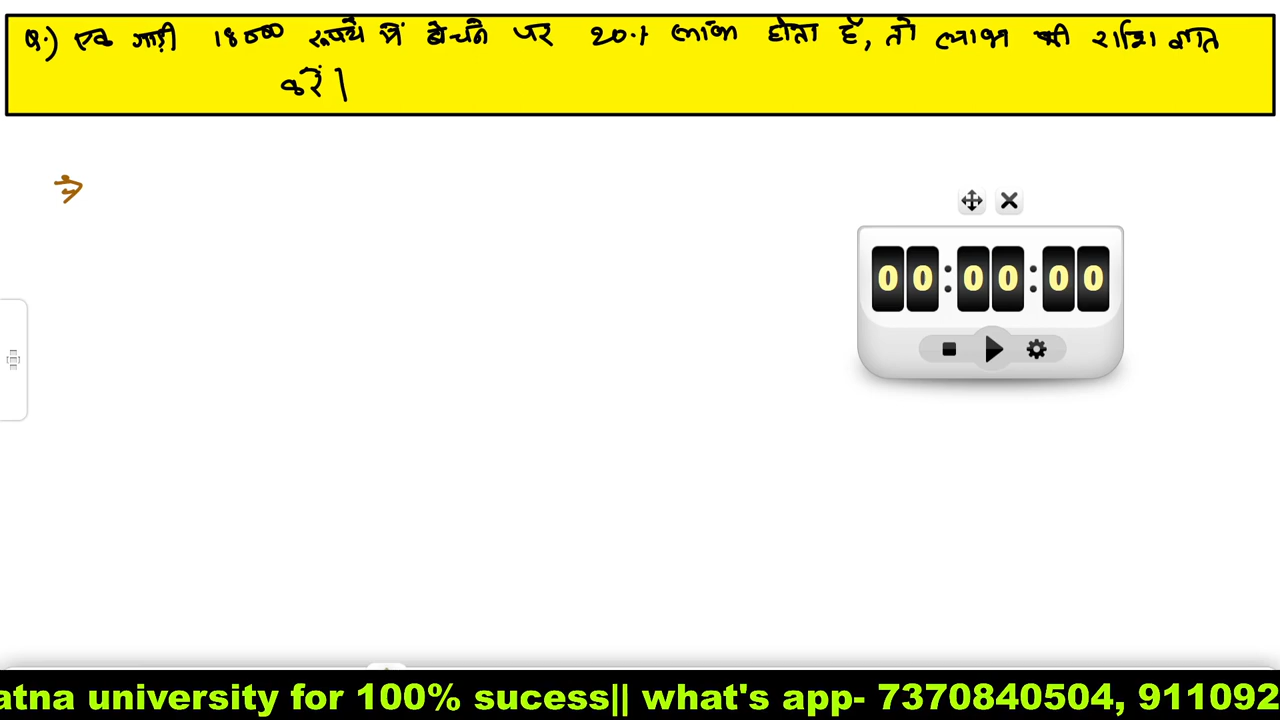 Q.) एक गाड़ी 18000 रूपये में बेचने पर 20% लाभ होता है, तो लाभ की राशि ज्ञात
करें |
00:00:00
atna university for 100% sucess|| what's app- 7370840504, 911092